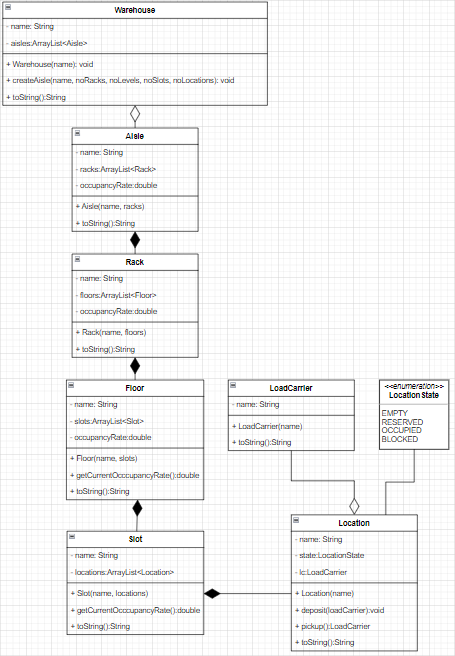 Warehouse
- name: String
- aisles:ArrayList<Aisle>
+ Warehouse(name): void
+ createAisle(name, noRacks, noLevels, noSlots, noLocations): void
+ toString():String
Aisle
- name: String
- racks:ArrayList<Rack>
- occupancyRate:double
+ Aisle(name, racks)
+ toString():String
Rack
- name: String
- floors:ArrayList<Floor>
- occupancyRate:double
+ Rack(name, floors)
+ toString():String
Floor
- name: String
- slots:ArrayList<Slot>
- occupancyRate:double
+ Floor(name, slots)
+ getCurrentOcccupancyRate():double
+ toString():String
LoadCarrier
- name: String
+ LoadCarrier(name)
+ toString():String
<<enumeration>>
Location State
EMPTY
RESERVED
OCCUPIED
BLOCKED
Slot
- name: String
- locations:ArrayList<Location>
+ Slot(name, locations)
+ getCurrentOcccupancyRate():double
+ toString():String
Location
- name: String
- state:LocationState
- lc:LoadCarrier
+ Location(name)
+ deposit(loadCarrier):void
+ pickup():LoadCarrier
+ toString():String